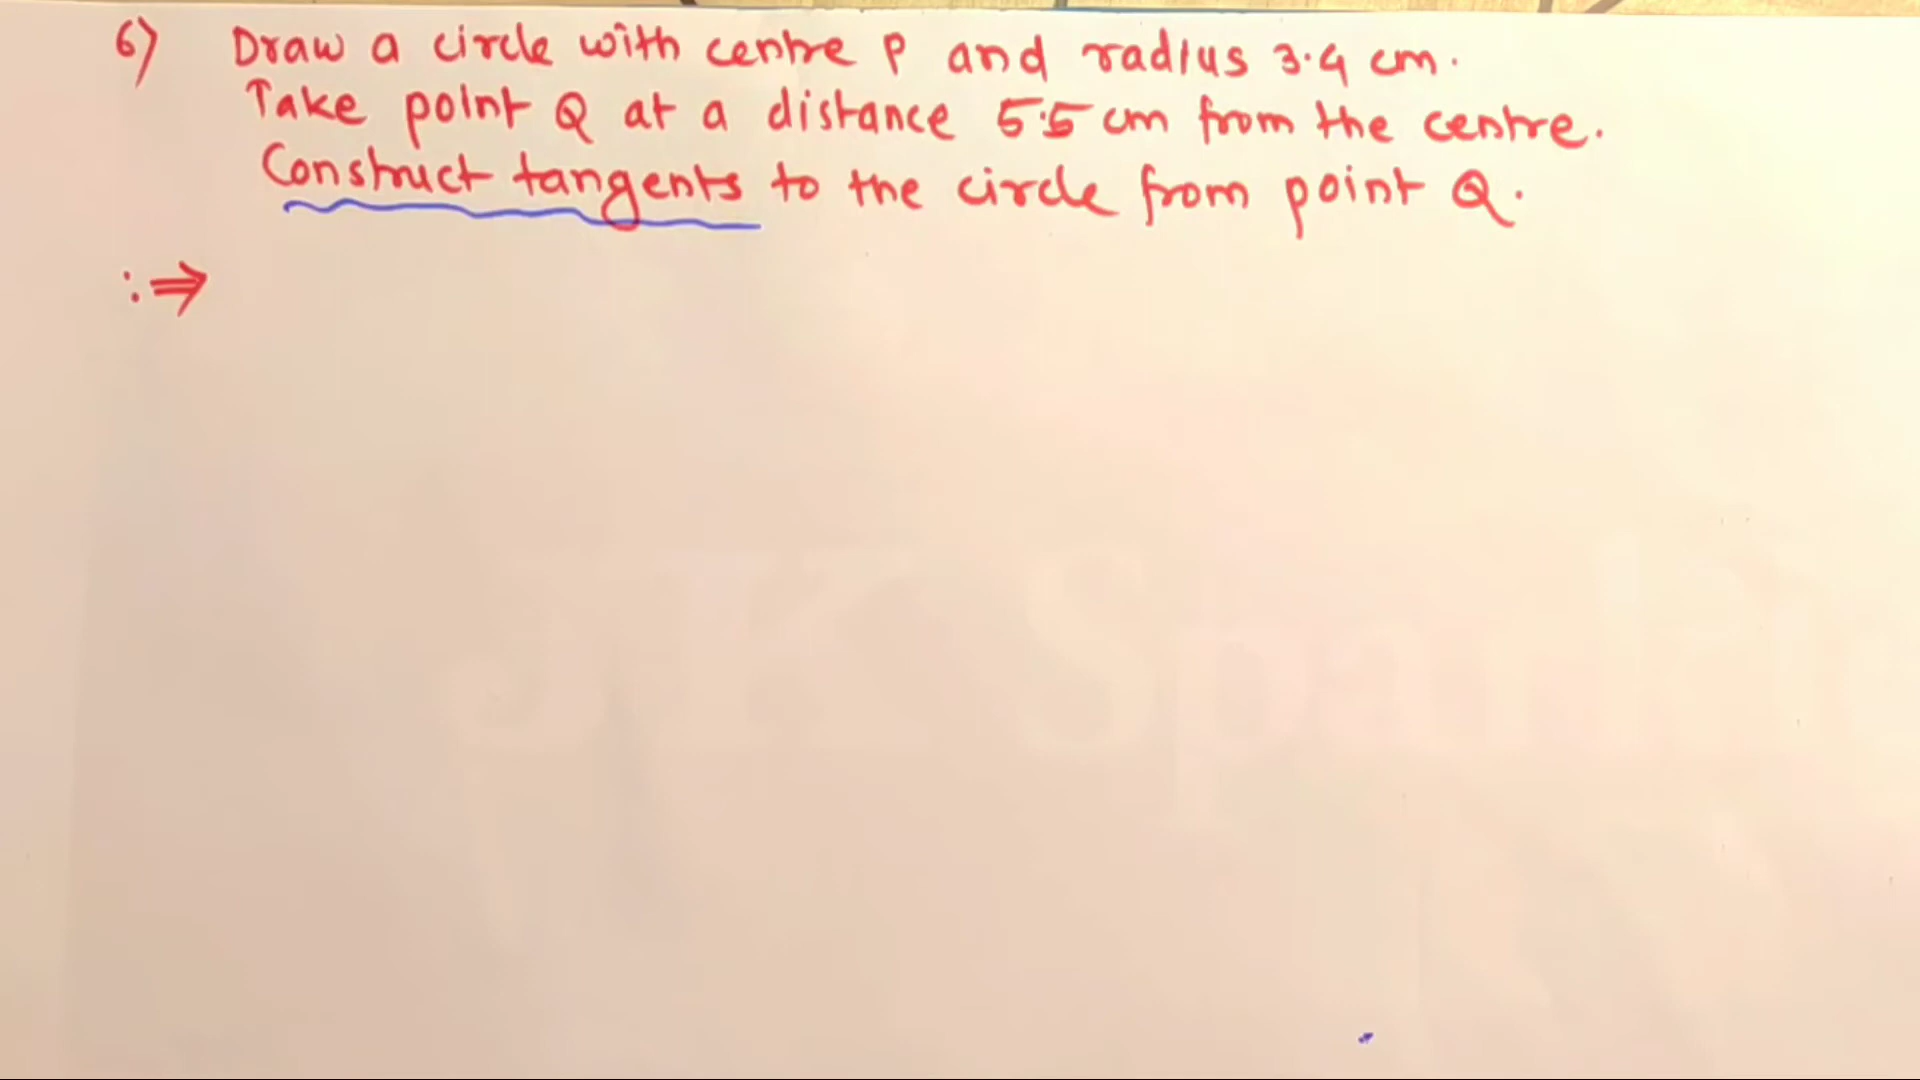 6) Draw a circle with centre P and radius 3.4 cm.
Take point Q at a distance 5.5 cm from the centre.
Construct tangents to the circle from point Q.
:⇒
J K Spark